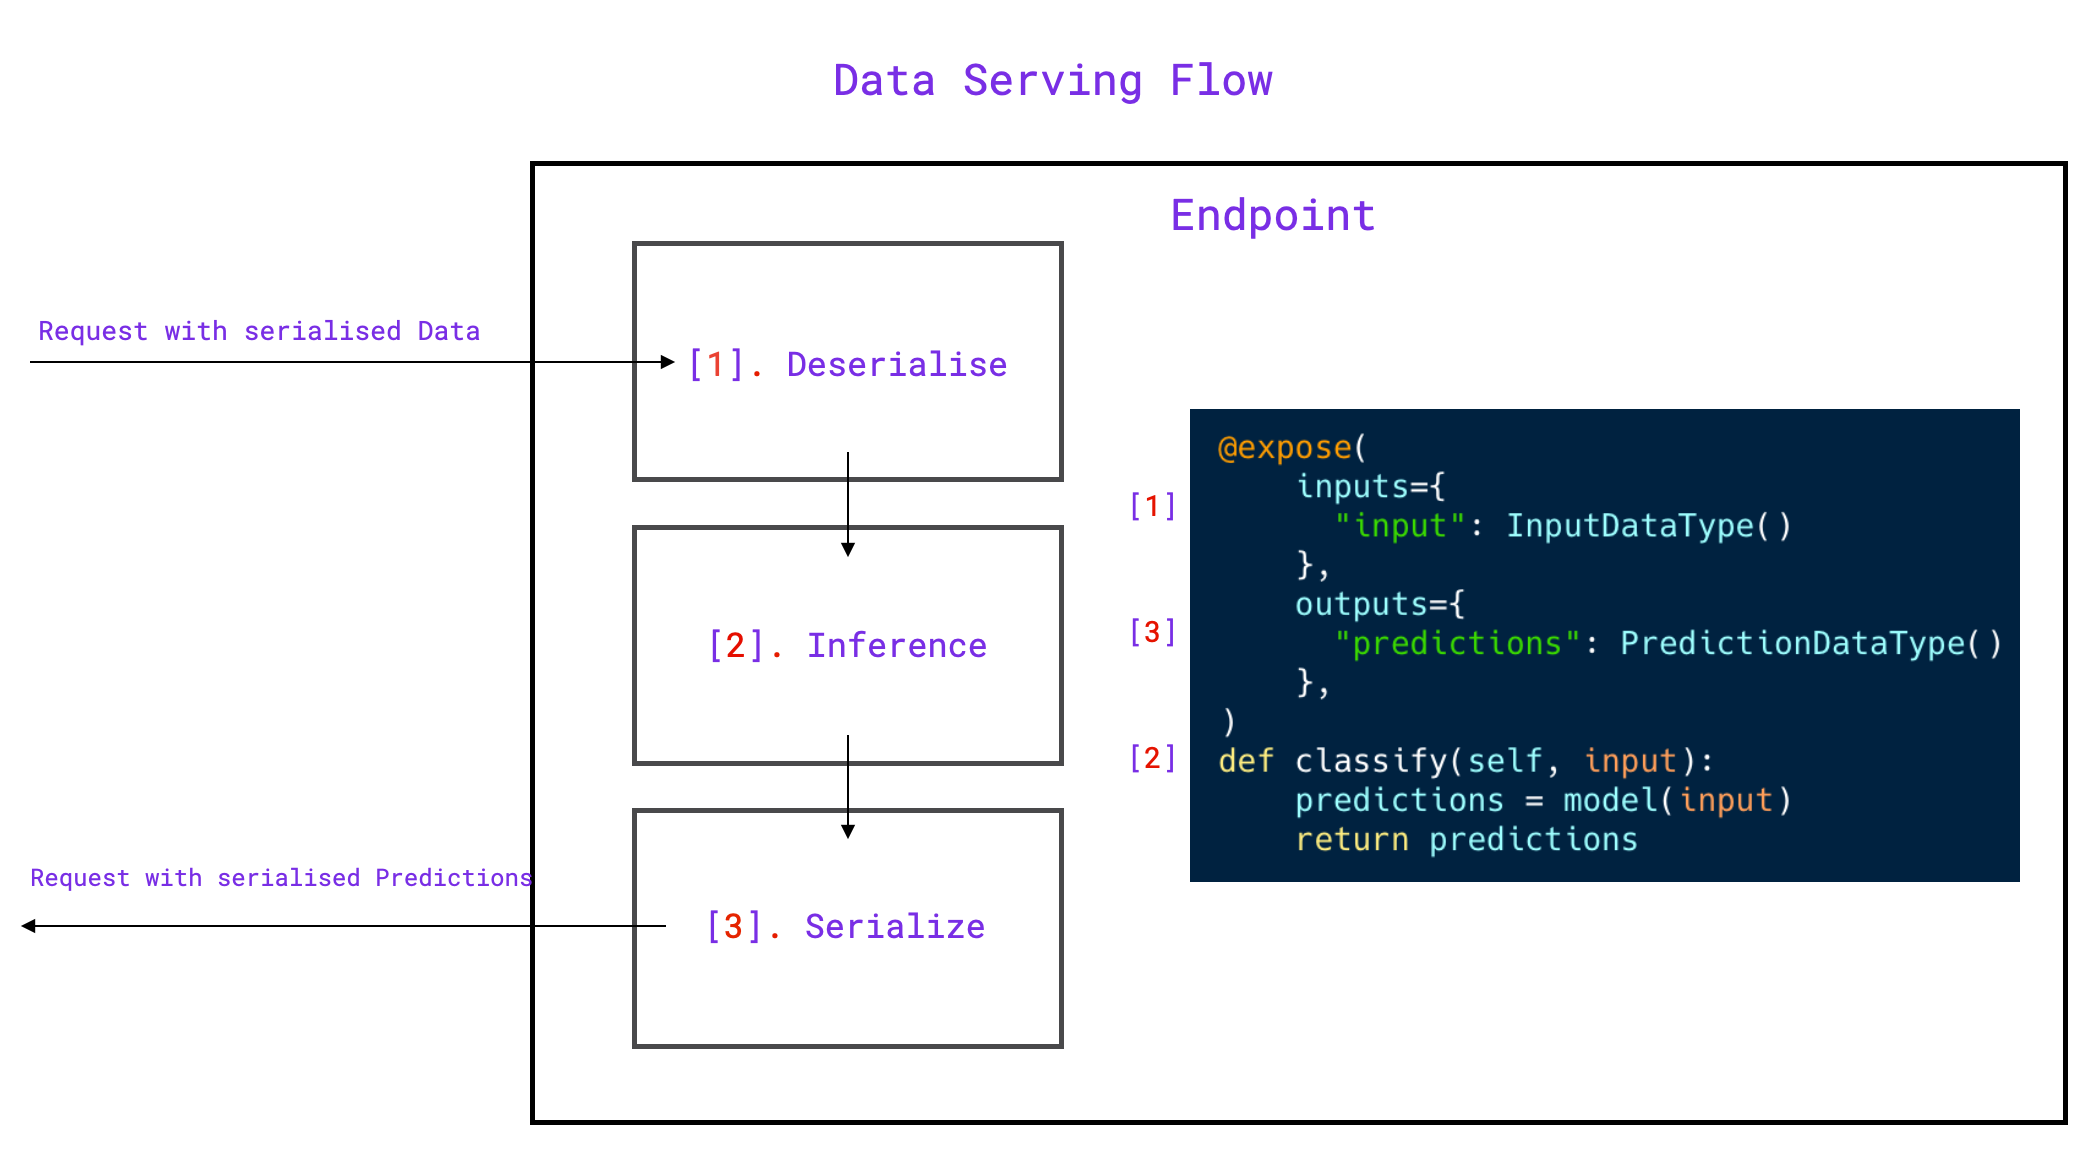 Data Serving Flow
Endpoint
Request with serialised Data
[1]. Deserialise
[2]. Inference
Request with serialised Predictions
[3]. Serialize
@expose(
[1]
inputs={
"input": InputDataType()
},
outputs={
[3]
"predictions": PredictionDataType()
},
)
[2]
def classify(self, input):
predictions = model(input)
return predictions